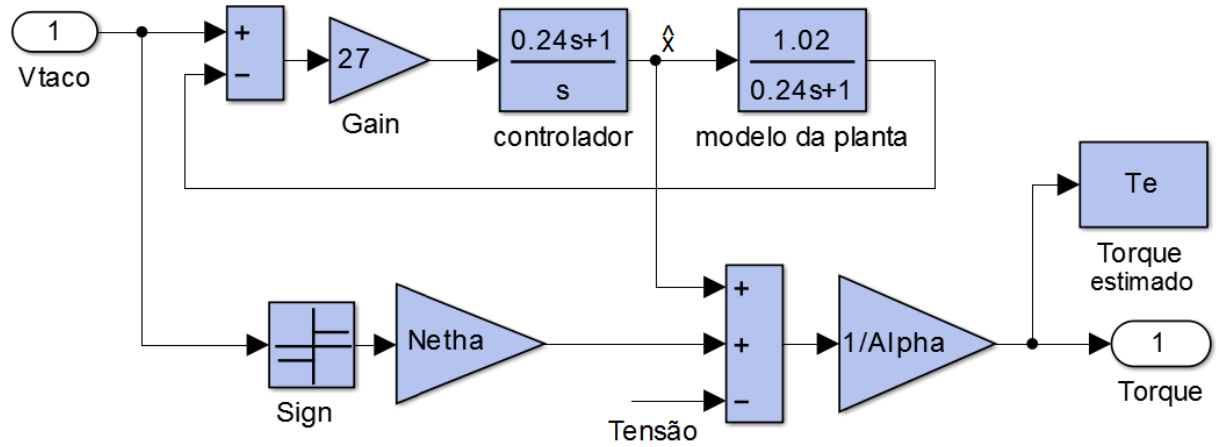 1
Vtaco
+
−
27
Gain
0.24s+1
s
controlador
x̂
1.02
0.24s+1
modelo da planta
Te
Torque
estimado
Sign
Netha
+
+
−
Tensão
1/Alpha
1
Torque